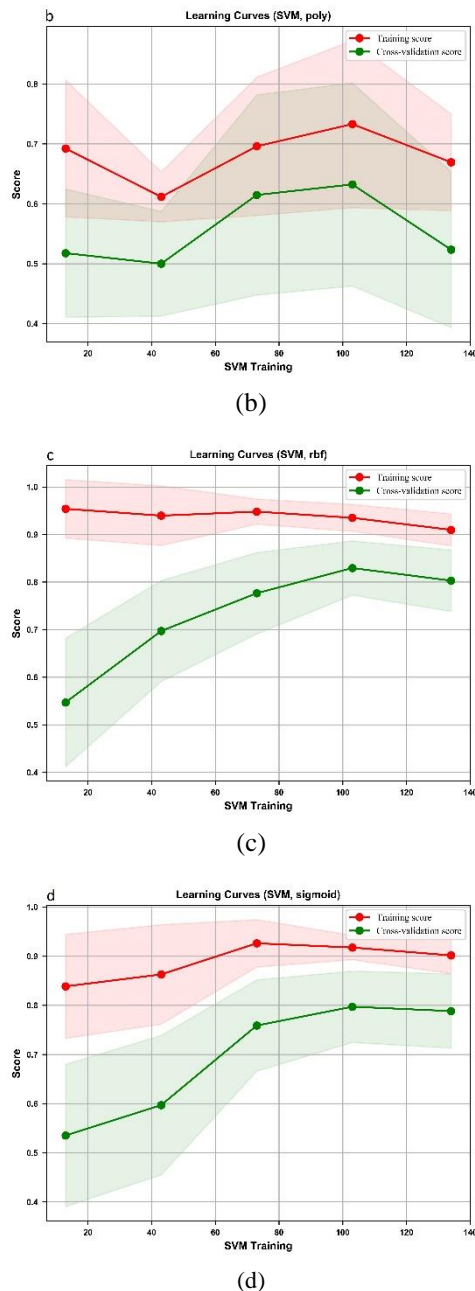 b
Learning Curves (SVM, poly)
Training score
Cross-validation score
0.8
0.7
0.6
0.5
0.4
Score
20 40 60 80 100 120 140
SVM Training
(b)
c
Learning Curves (SVM, rbf)
Training score
Cross-validation score
1.0
0.9
0.8
0.7
0.6
0.5
0.4
Score
20 40 60 80 100 120 140
SVM Training
(c)
d
Learning Curves (SVM, sigmoid)
Training score
Cross-validation score
1.0
0.9
0.8
0.7
0.6
0.5
0.4
Score
20 40 60 80 100 120 140
SVM Training
(d)